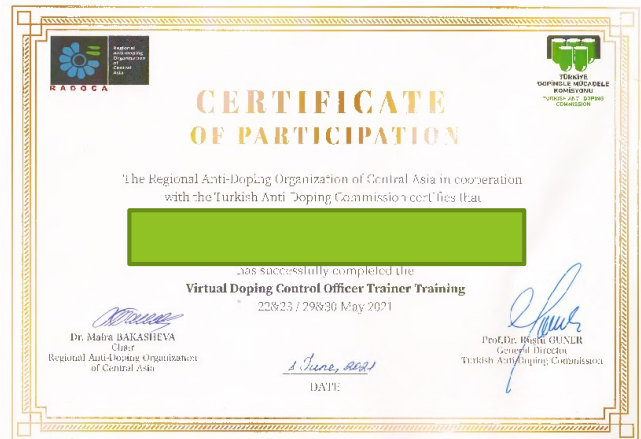 Regional
Anti-Doping
Organization
of
Central
Asia
RADOCA
TÜRKİYE
DOPİNGLE MÜCADELE
KOMİSYONU
TURKISH ANTI-DOPING
COMMISSION
CERTIFICATE
OF PARTICIPATION
The Regional Anti-Doping Organization of Central Asia in cooperation
with the Turkish Anti-Doping Commission certifies that
has successfully completed the
Virtual Doping Control Officer Trainer Training
22&23 / 29&30 May 2021
Dr. Maira BAKASHEVA
Chair
Regional Anti-Doping Organization
of Central Asia
1 June, 2021
DATE
Prof.Dr. Rüştü GÜNER
General Director
Turkish Anti-Doping Commission